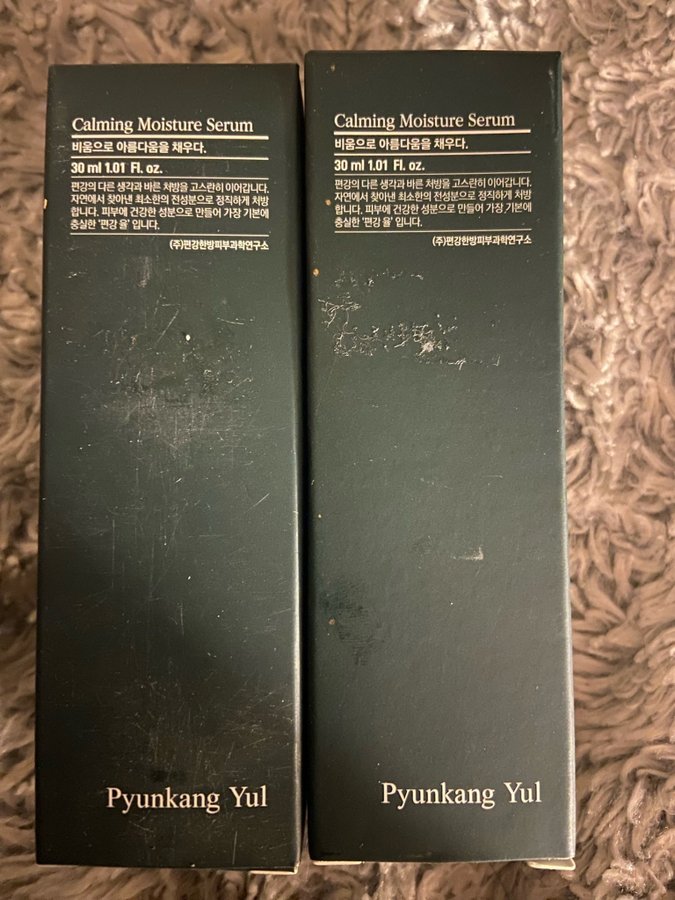 Calming Moisture Serum
비움으로 아름다움을 채우다.
30 ml 1.01 Fl. oz.
편강의 다른 생각과 바른 처방을 고스란히 이어갑니다.
자연에서 찾아낸 최소한의 전성분으로 정직하게 처방
합니다. 피부에 건강한 성분으로 만들어 가장 기본에
충실한 '편강 율' 입니다.
(주)편강한방피부과학연구소
Pyunkang Yul
Calming Moisture Serum
비움으로 아름다움을 채우다.
30 ml 1.01 Fl. oz.
편강의 다른 생각과 바른 처방을 고스란히 이어갑니다.
자연에서 찾아낸 최소한의 전성분으로 정직하게 처방
합니다. 피부에 건강한 성분으로 만들어 가장 기본에
충실한 '편강 율' 입니다.
(주)편강한방피부과학연구소
Pyunkang Yul